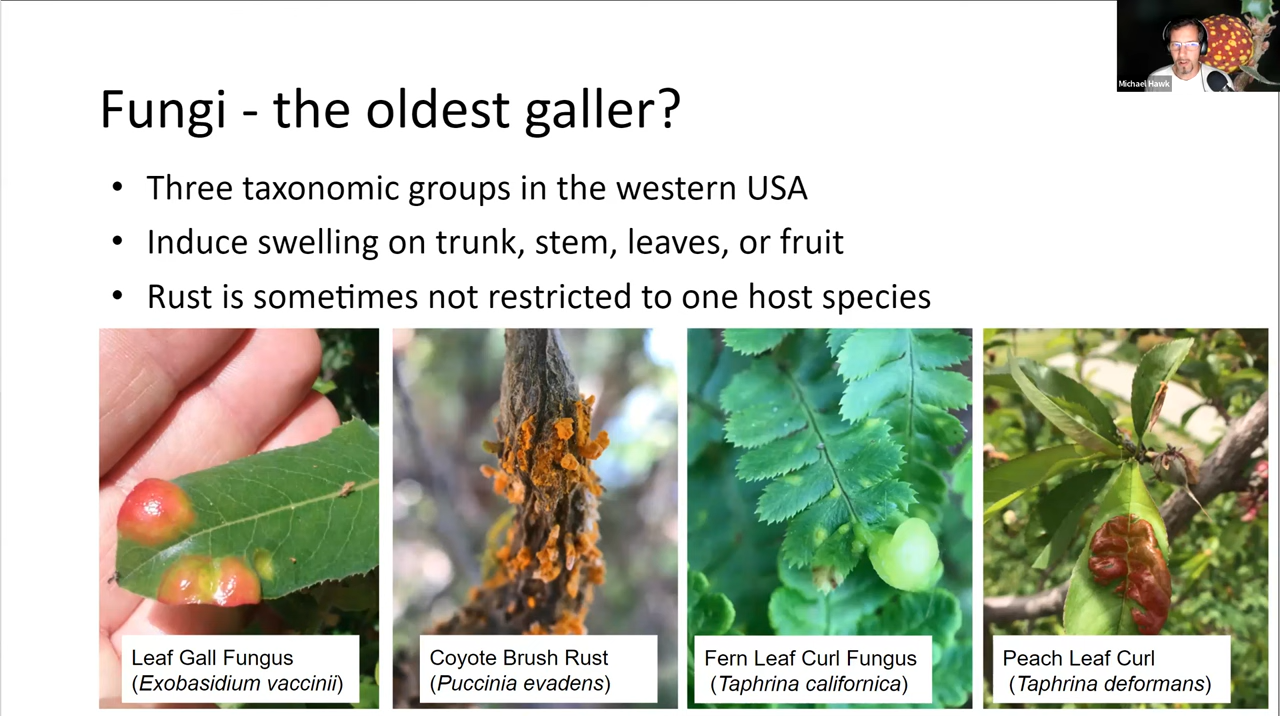 Michael Hawk
Fungi - the oldest galler?
• Three taxonomic groups in the western USA
• Induce swelling on trunk, stem, leaves, or fruit
• Rust is sometimes not restricted to one host species
Leaf Gall Fungus
(Exobasidium vaccinii)
Coyote Brush Rust
(Puccinia evadens)
Fern Leaf Curl Fungus
(Taphrina californica)
Peach Leaf Curl
(Taphrina deformans)